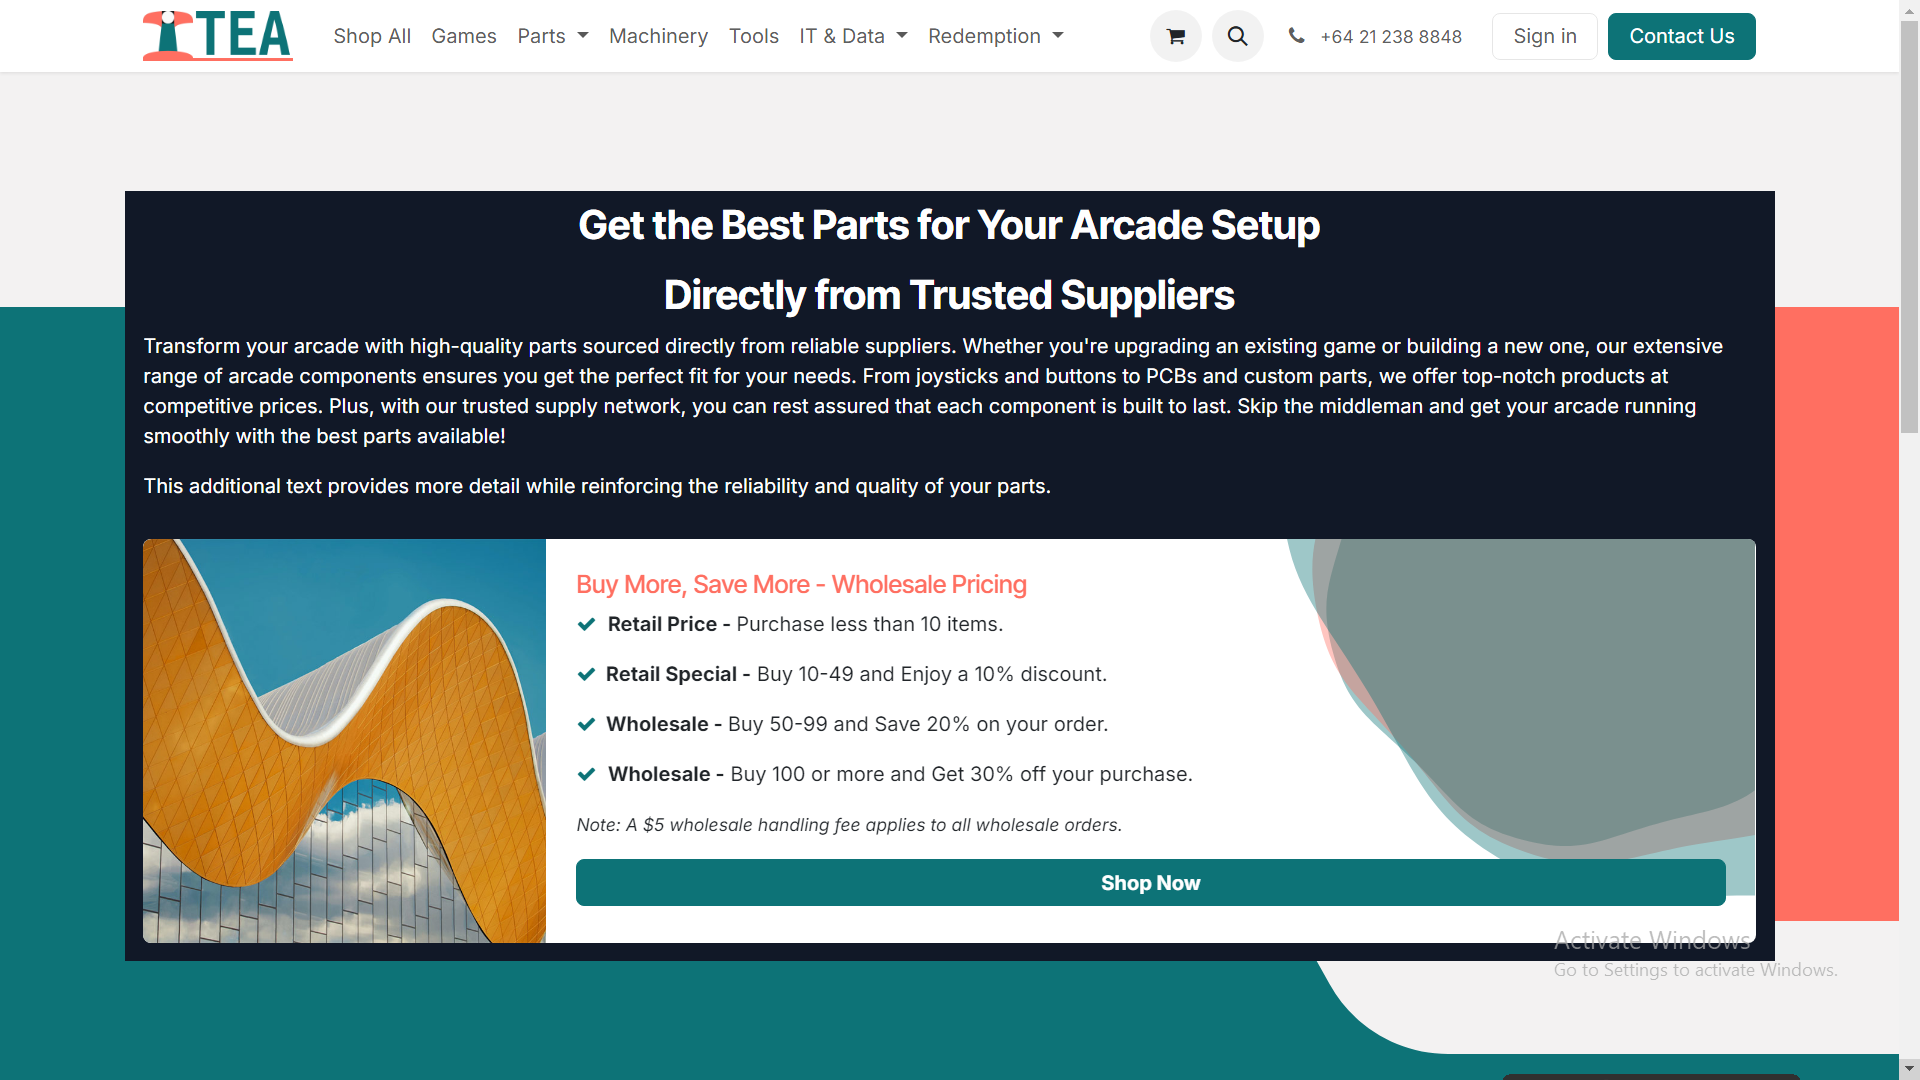 TEA
Shop All Games Parts Machinery Tools IT & Data Redemption +64 21 238 8848 Sign in Contact Us
Get the Best Parts for Your Arcade Setup
Directly from Trusted Suppliers
Transform your arcade with high-quality parts sourced directly from reliable suppliers. Whether you're upgrading an existing game or building a new one, our extensive
range of arcade components ensures you get the perfect fit for your needs. From joysticks and buttons to PCBs and custom parts, we offer top-notch products at
competitive prices. Plus, with our trusted supply network, you can rest assured that each component is built to last. Skip the middleman and get your arcade running
smoothly with the best parts available!
This additional text provides more detail while reinforcing the reliability and quality of your parts.
Buy More, Save More - Wholesale Pricing
Retail Price - Purchase less than 10 items.
Retail Special - Buy 10-49 and Enjoy a 10% discount.
Wholesale - Buy 50-99 and Save 20% on your order.
Wholesale - Buy 100 or more and Get 30% off your purchase.
Note: A $5 wholesale handling fee applies to all wholesale orders.
Shop Now
Activate Windows
Go to Settings to activate Windows.